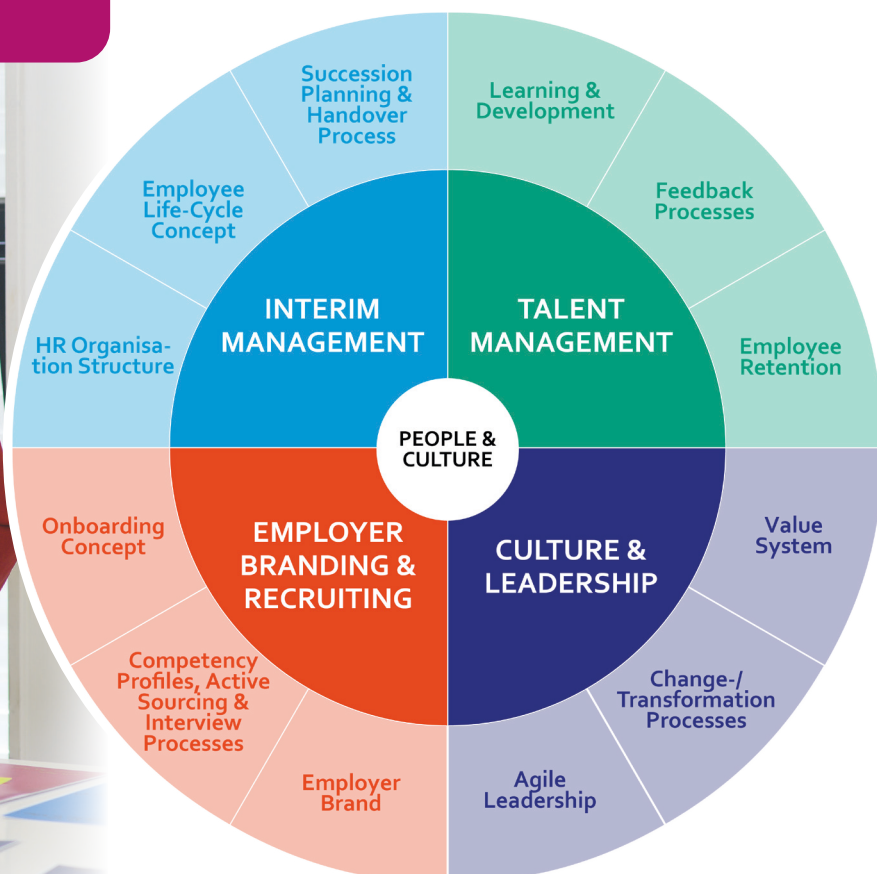 Succession
Planning &
Handover
Process
Learning &
Development
Employee
Life-Cycle
Concept
Feedback
Processes
HR Organisa-
tion Structure
INTERIM
MANAGEMENT
TALENT
MANAGEMENT
Employee
Retention
PEOPLE &
CULTURE
Onboarding
Concept
EMPLOYER
BRANDING &
RECRUITING
CULTURE &
LEADERSHIP
Value
System
Competency
Profiles, Active
Sourcing &
Interview
Processes
Change-/
Transformation
Processes
Employer
Brand
Agile
Leadership